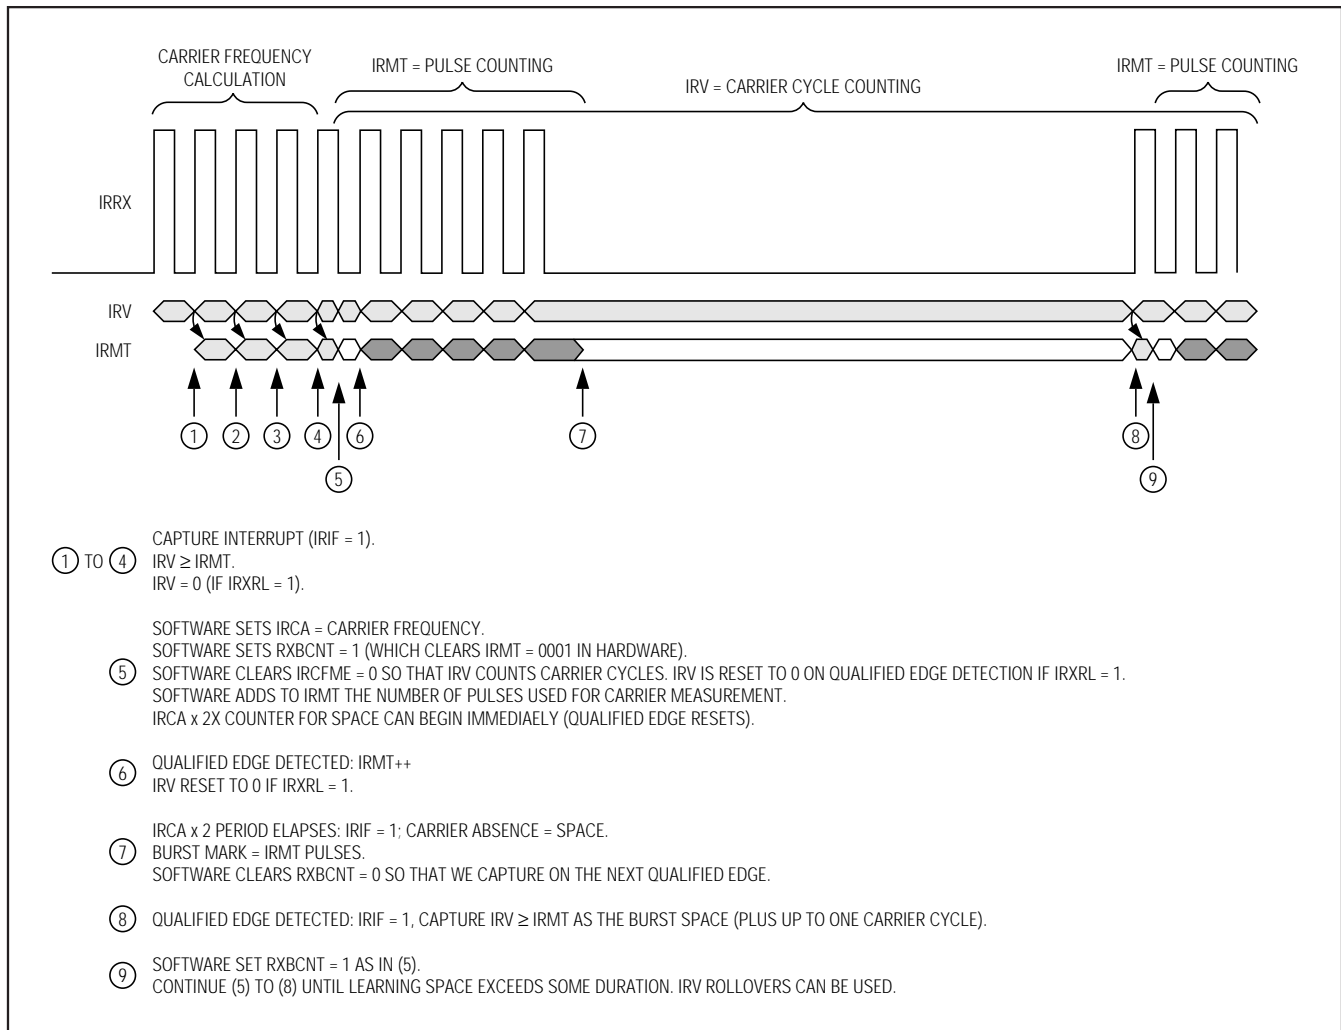 CARRIER FREQUENCY
CALCULATION
IRMT = PULSE COUNTING
IRV = CARRIER CYCLE COUNTING
IRMT = PULSE COUNTING
IRRX
IRV
IRMT
1
2
3
4
6
7
8
5
9
1 TO 4
CAPTURE INTERRUPT (IRIF = 1).
IRV ≥ IRMT.
IRV = 0 (IF IRXRL = 1).
5
SOFTWARE SETS IRCA = CARRIER FREQUENCY.
SOFTWARE SETS RXBCNT = 1 (WHICH CLEARS IRMT = 0001 IN HARDWARE).
SOFTWARE CLEARS IRCFME = 0 SO THAT IRV COUNTS CARRIER CYCLES. IRV IS RESET TO 0 ON QUALIFIED EDGE DETECTION IF IRXRL = 1.
SOFTWARE ADDS TO IRMT THE NUMBER OF PULSES USED FOR CARRIER MEASUREMENT.
IRCA x 2X COUNTER FOR SPACE CAN BEGIN IMMEDIAELY (QUALIFIED EDGE RESETS).
6
QUALIFIED EDGE DETECTED: IRMT++
IRV RESET TO 0 IF IRXRL = 1.
7
IRCA x 2 PERIOD ELAPSES: IRIF = 1; CARRIER ABSENCE = SPACE.
BURST MARK = IRMT PULSES.
SOFTWARE CLEARS RXBCNT = 0 SO THAT WE CAPTURE ON THE NEXT QUALIFIED EDGE.
8
QUALIFIED EDGE DETECTED: IRIF = 1, CAPTURE IRV ≥ IRMT AS THE BURST SPACE (PLUS UP TO ONE CARRIER CYCLE).
9
SOFTWARE SET RXBCNT = 1 AS IN (5).
CONTINUE (5) TO (8) UNTIL LEARNING SPACE EXCEEDS SOME DURATION. IRV ROLLOVERS CAN BE USED.